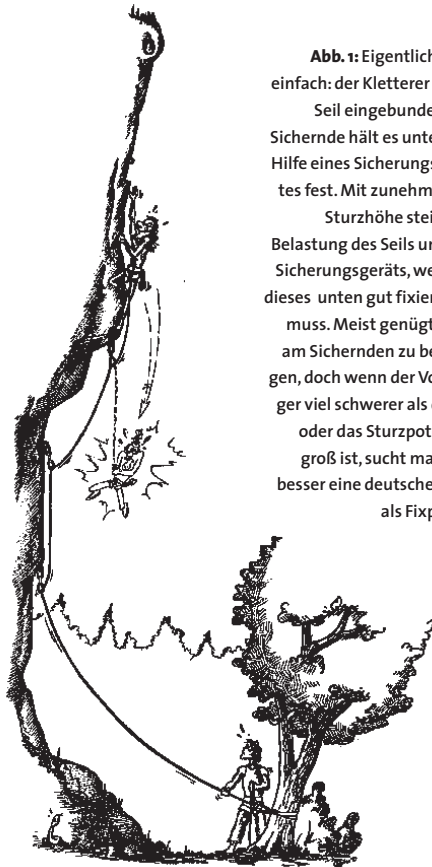 Abb. 1: Eigentlich
einfach: der Kletterer
Seil eingebunde
Sichernde hält es unte
Hilfe eines Sicherungs
tes fest. Mit zunehm
Sturzhöhe stei
Belastung des Seils un
Sicherungsgeräts, we
dieses unten gut fixier
muss. Meist genügt
am Sichernden zu be
gen, doch wenn der Vo
ger viel schwerer als
oder das Sturzpot
groß ist, sucht ma
besser eine deutsche
als Fixp